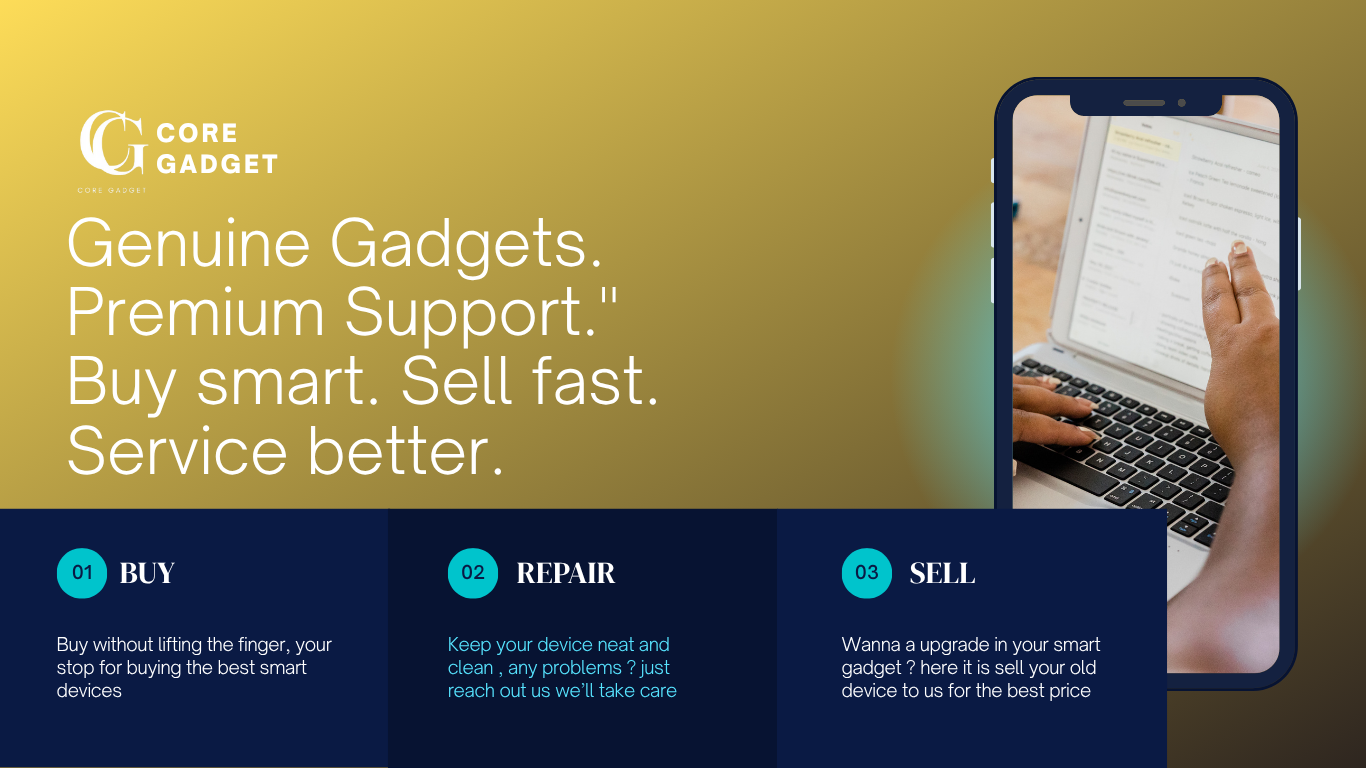 CORE
GADGET
CORE GADGET
Genuine Gadgets.
Premium Support."
Buy smart. Sell fast.
Service better.
01 BUY
Buy without lifting the finger, your
stop for buying the best smart
devices
02 REPAIR
Keep your device neat and
clean , any problems ? just
reach out us we’ll take care
03 SELL
Wanna a upgrade in your smart
gadget ? here it is sell your old
device to us for the best price